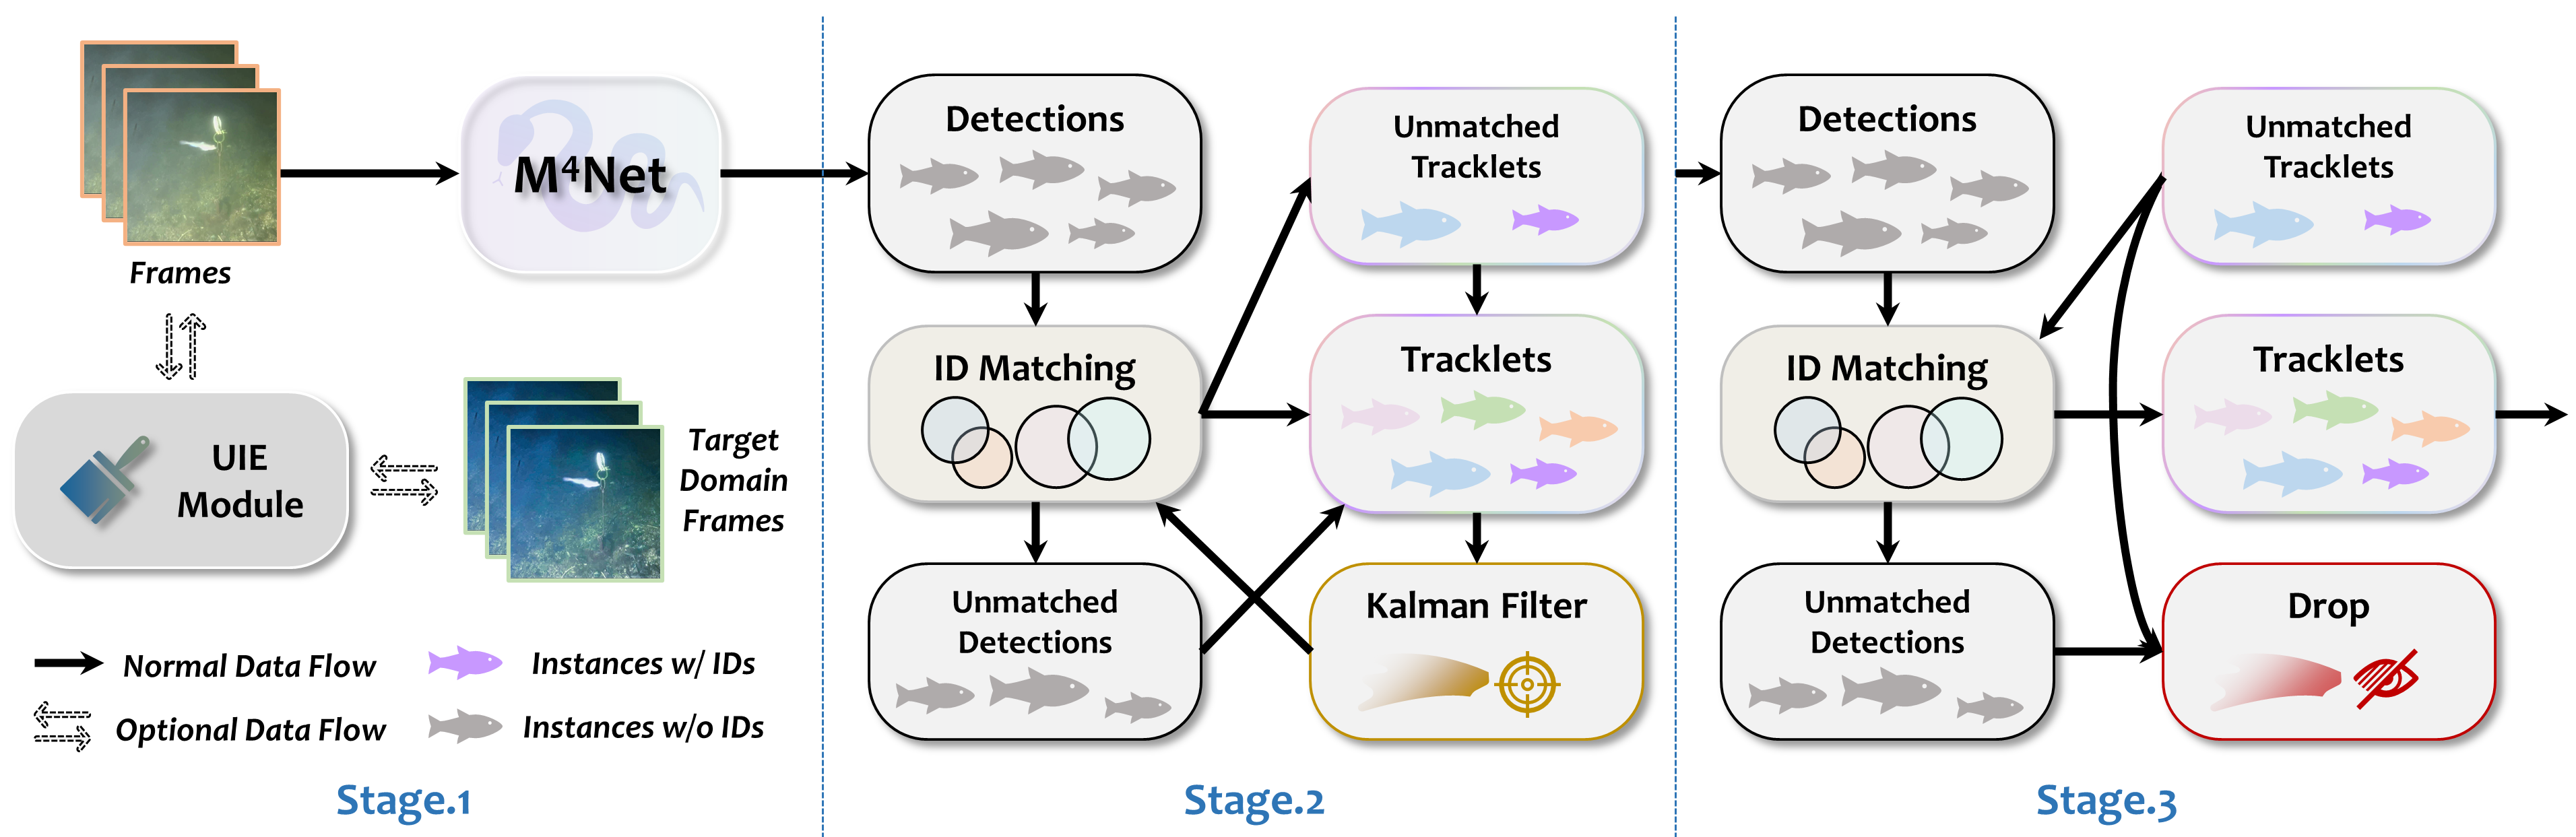 Frames
M⁴Net
UIE
Module
Target
Domain
Frames
Normal Data Flow
Instances w/ IDs
Optional Data Flow
Instances w/o IDs
Stage.1
Detections
Unmatched
Tracklets
ID Matching
Tracklets
Unmatched
Detections
Kalman Filter
Stage.2
Detections
Unmatched
Tracklets
ID Matching
Tracklets
Unmatched
Detections
Drop
Stage.3